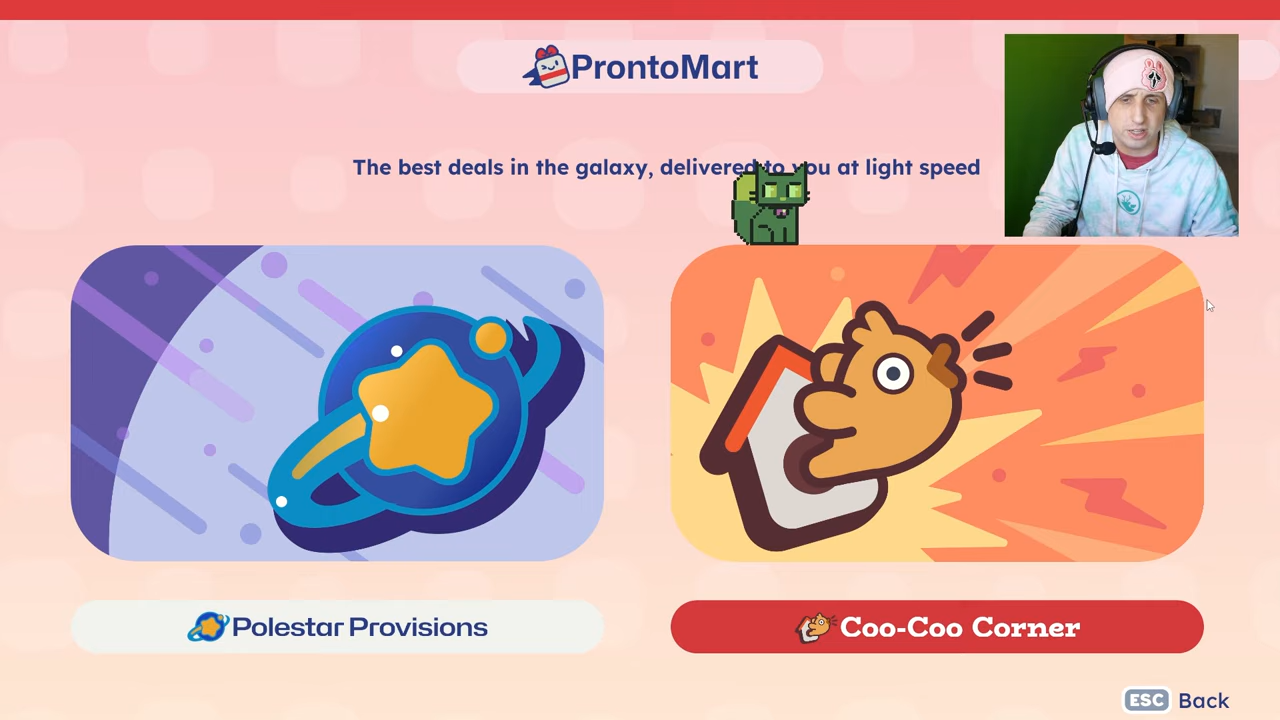 ProntoMart
The best deals in the galaxy, delivered to you at light speed
Polestar Provisions
Coo-Coo Corner
ESC Back